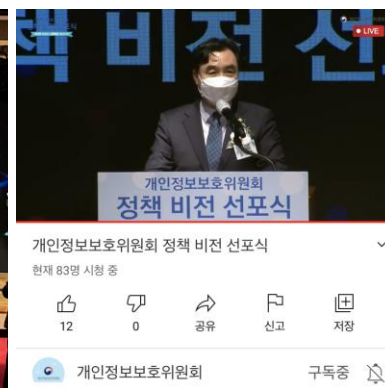 책 비전 선
LIVE
개인정보보호위원회
정책 비전 선포식
개인정보보호위원회 정책 비전 선포식
현재 83명 시청 중
12
0
공유
신고
저장
개인정보보호위원회
구독중